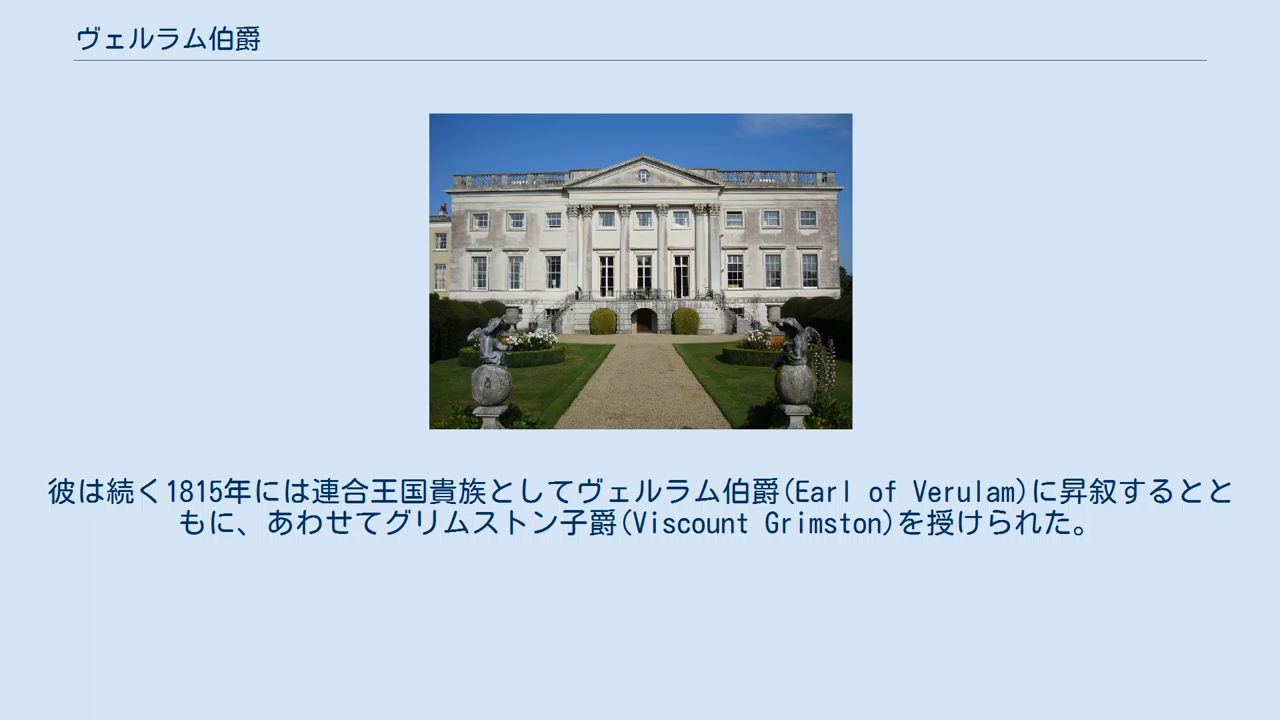 ヴェルラム伯爵
彼は続く1815年には連合王国貴族としてヴェルラム伯爵(Earl of Verulam)に昇叙するとと
もに、あわせてグリムストン子爵(Viscount Grimston)を授けられた。